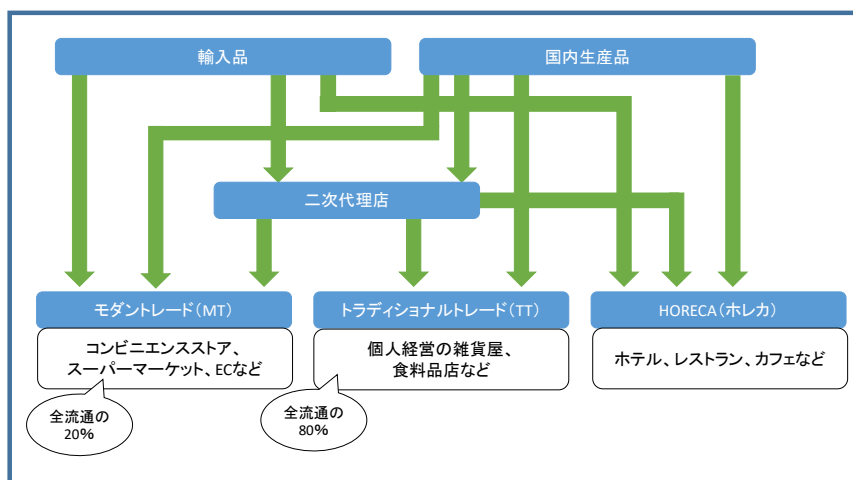 輸入品
国内生産品
二次代理店
モダントレード(MT)
トラディショナルトレード(TT)
HORECA(ホレカ)
コンビニエンスストア、
スーパーマーケット、ECなど
個人経営の雑貨屋、
食料品店など
ホテル、レストラン、カフェなど
全流通の
20%
全流通の
80%